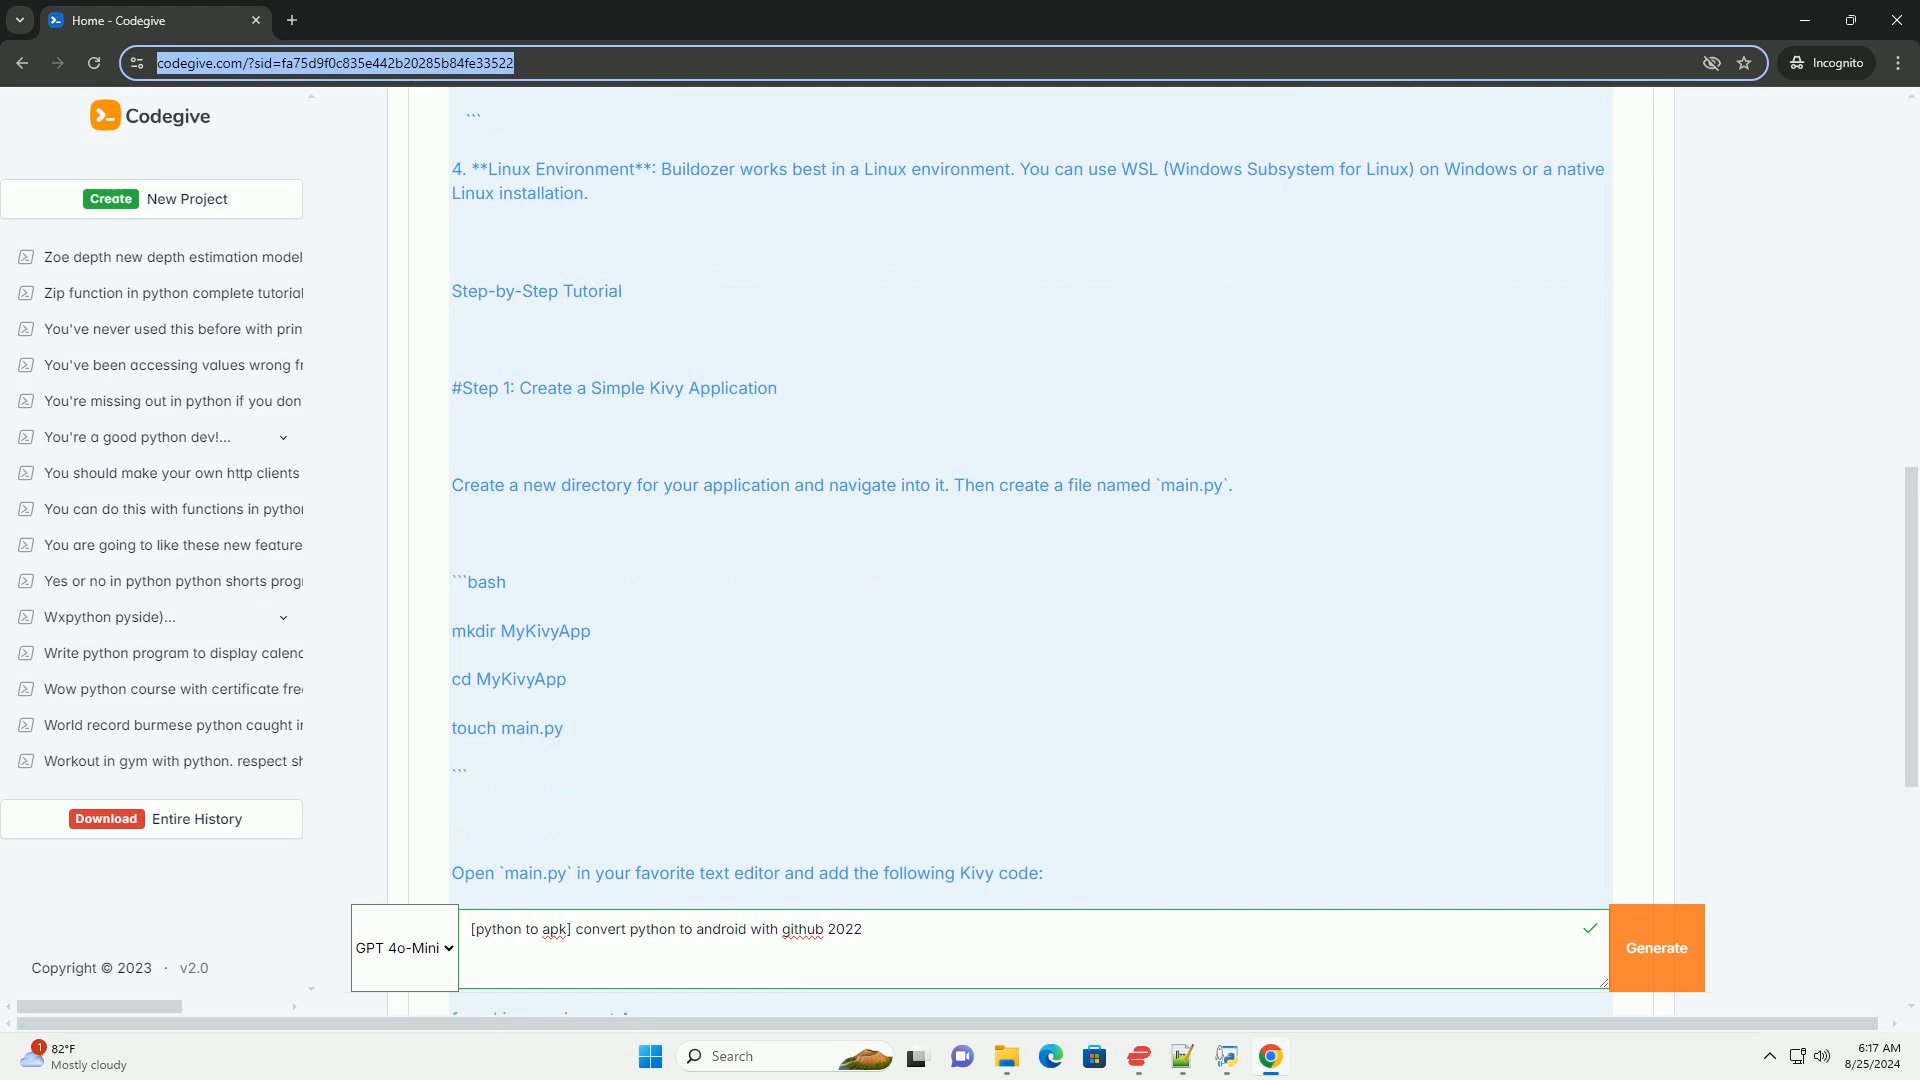 Home - Codegive
codegive.com/?sid=fa75d9f0c835e442b20285b84fe33522
Incognito
Codegive
Create New Project
Zoe depth new depth estimation model
Zip function in python complete tutorial
You've never used this before with prin
You've been accessing values wrong fr
You're missing out in python if you don
You're a good python dev!...
You should make your own http clients
You can do this with functions in python
You are going to like these new feature
Yes or no in python python shorts progr
Wxpython pyside)...
Write python program to display calend
Wow python course with certificate free
World record burmese python caught in
Workout in gym with python. respect sh
Download Entire History
Copyright © 2023 · v2.0
```
4. **Linux Environment**: Buildozer works best in a Linux environment. You can use WSL (Windows Subsystem for Linux) on Windows or a native
Linux installation.
Step-by-Step Tutorial
#Step 1: Create a Simple Kivy Application
Create a new directory for your application and navigate into it. Then create a file named `main.py`.
```bash
mkdir MyKivyApp
cd MyKivyApp
touch main.py
```
Open `main.py` in your favorite text editor and add the following Kivy code:
GPT 4o-Mini
[python to apk] convert python to android with github 2022
Generate
1
82°F
Mostly cloudy
Search
6:17 AM
8/25/2024